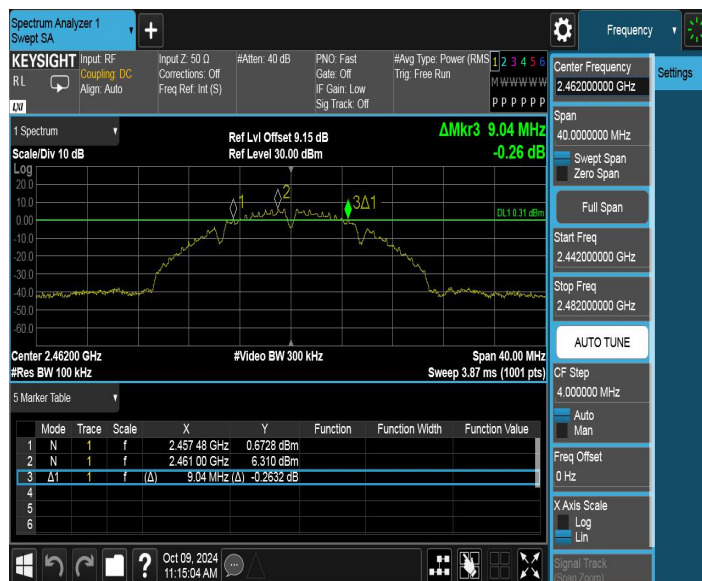 Spectrum Analyzer 1
Swept SA
Frequency
KEYSIGHT
Input: RF
Coupling: DC
Align: Auto
Input Z: 50 Ω
Corrections: Off
Freq Ref: Int (S)
#Atten: 40 dB
PNO: Fast
Gate: Off
IF Gain: Low
Sig Track: Off
#Avg Type: Power (RMS
Trig: Free Run
1 2 3 4 5 6
M W W W W W
P P P P P P
R L
LXI
1 Spectrum
Scale/Div 10 dB
Ref Lvl Offset 9.15 dB
Ref Level 30.00 dBm
ΔMkr3 9.04 MHz
-0.26 dB
Log
20.0
10.0
0.00
-10.0
-20.0
-30.0
-40.0
-50.0
-60.0
1
2
3Δ1
DL1 0.31 dBm
Center 2.46200 GHz
#Video BW 300 kHz
Span 40.00 MHz
#Res BW 100 kHz
Sweep 3.87 ms (1001 pts)
5 Marker Table
Mode Trace Scale X Y Function Function Width Function Value
1 N 1 f 2.457 48 GHz 0.6728 dBm
2 N 1 f 2.461 00 GHz 6.310 dBm
3 Δ1 1 f (Δ) 9.04 MHz (Δ) -0.2632 dB
4
5
6
Oct 09, 2024
11:15:04 AM
Settings
Center Frequency
2.462000000 GHz
Span
40.0000000 MHz
Swept Span
Zero Span
Full Span
Start Freq
2.442000000 GHz
Stop Freq
2.482000000 GHz
AUTO TUNE
CF Step
4.000000 MHz
Auto
Man
Freq Offset
0 Hz
X Axis Scale
Log
Lin
Signal Track
(Span Zoom)